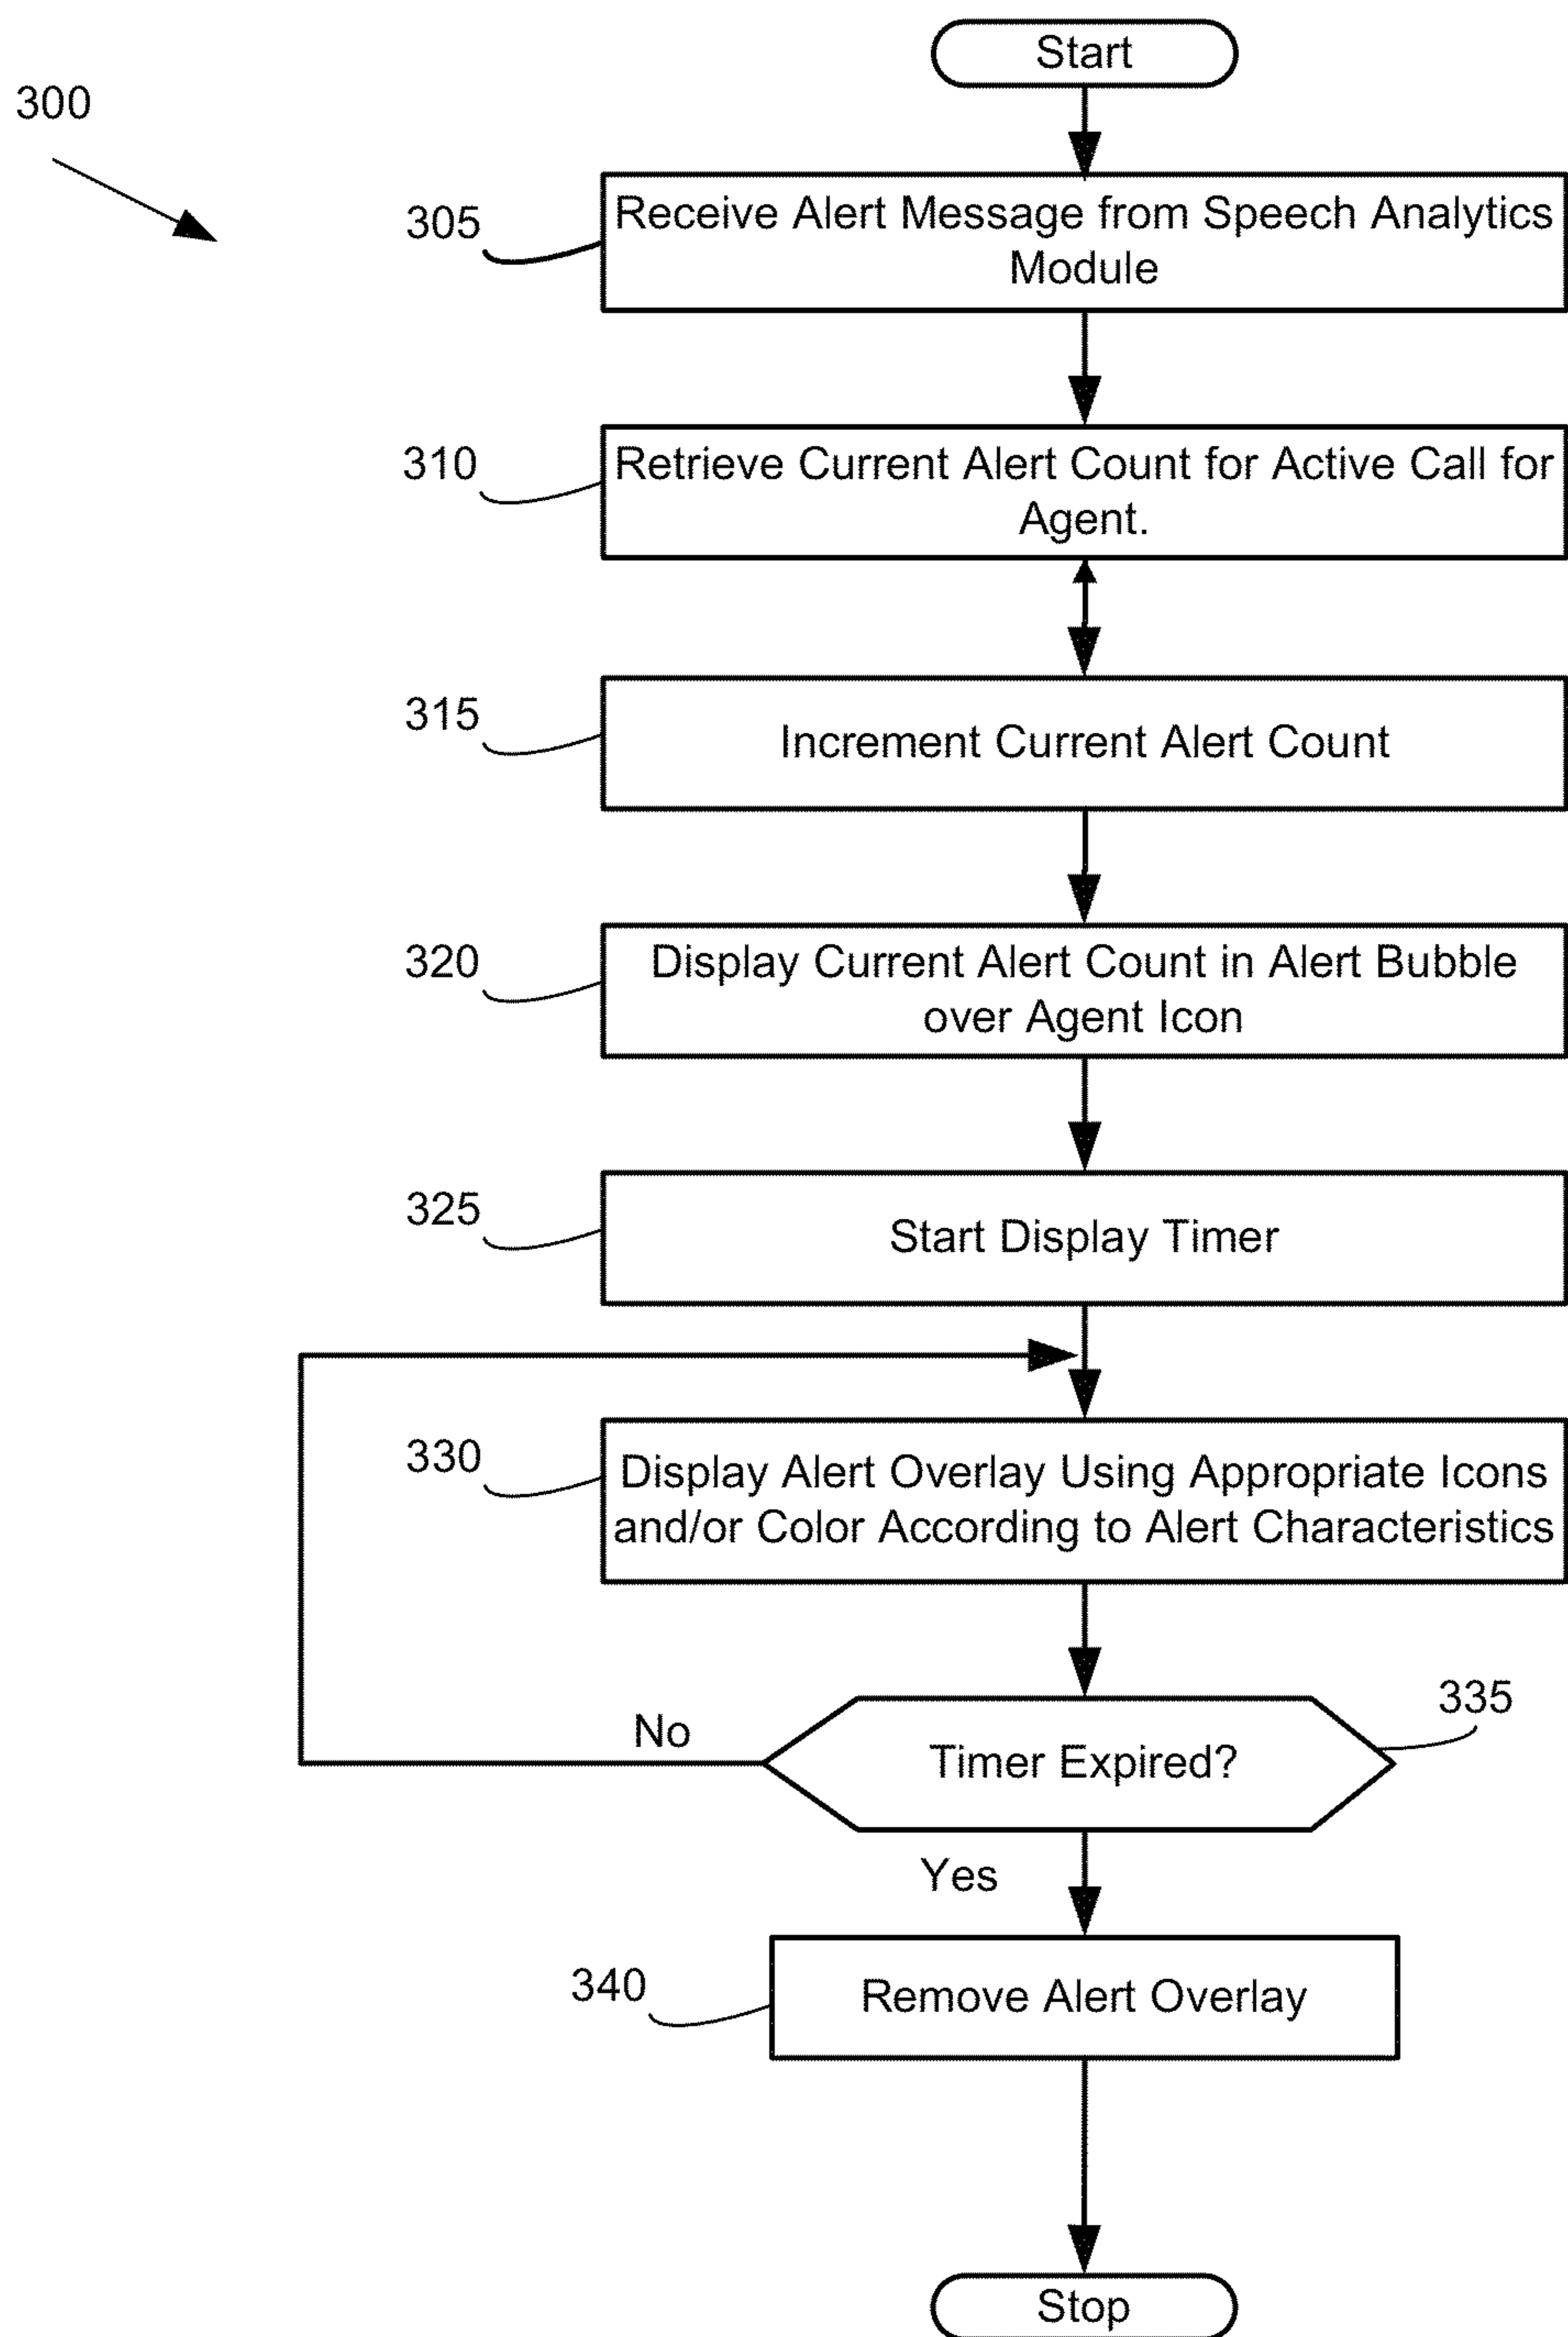 Start
300
305
Receive Alert Message from Speech Analytics
Module
310
Retrieve Current Alert Count for Active Call for
Agent.
315
Increment Current Alert Count
320
Display Current Alert Count in Alert Bubble
over Agent Icon
325
Start Display Timer
330
Display Alert Overlay Using Appropriate Icons
and/or Color According to Alert Characteristics
335
No
Timer Expired?
Yes
340
Remove Alert Overlay
Stop